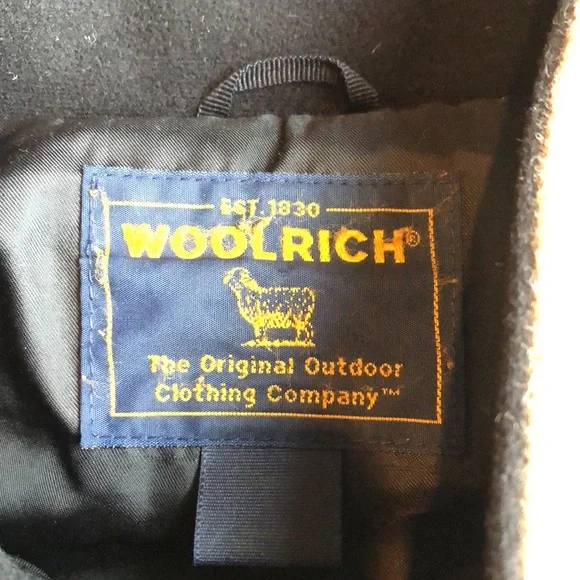 EST. 1830
WOOLRICH®
The Original Outdoor
Clothing Company™